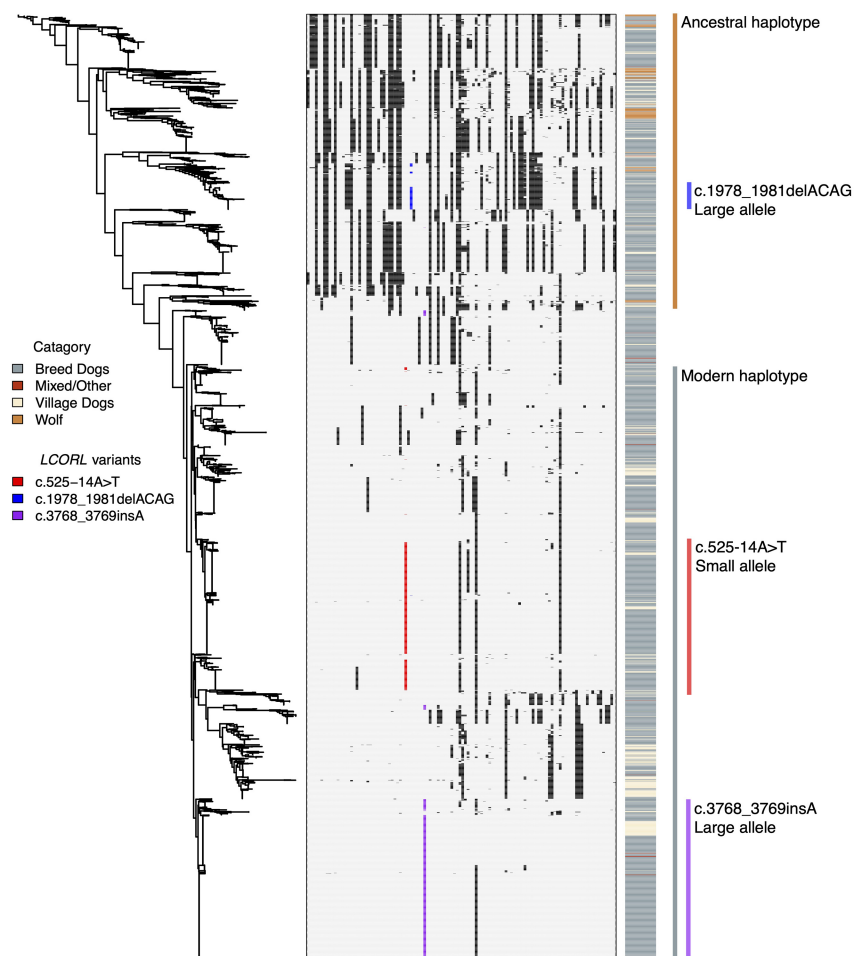 Ancestral haplotype
c.1978_1981delACAG
Large allele
Catagory
Breed Dogs
Mixed/Other
Village Dogs
Wolf
LCORL variants
c.525-14A>T
c.1978_1981delACAG
c.3768_3769insA
Modern haplotype
c.525-14A>T
Small allele
c.3768_3769insA
Large allele